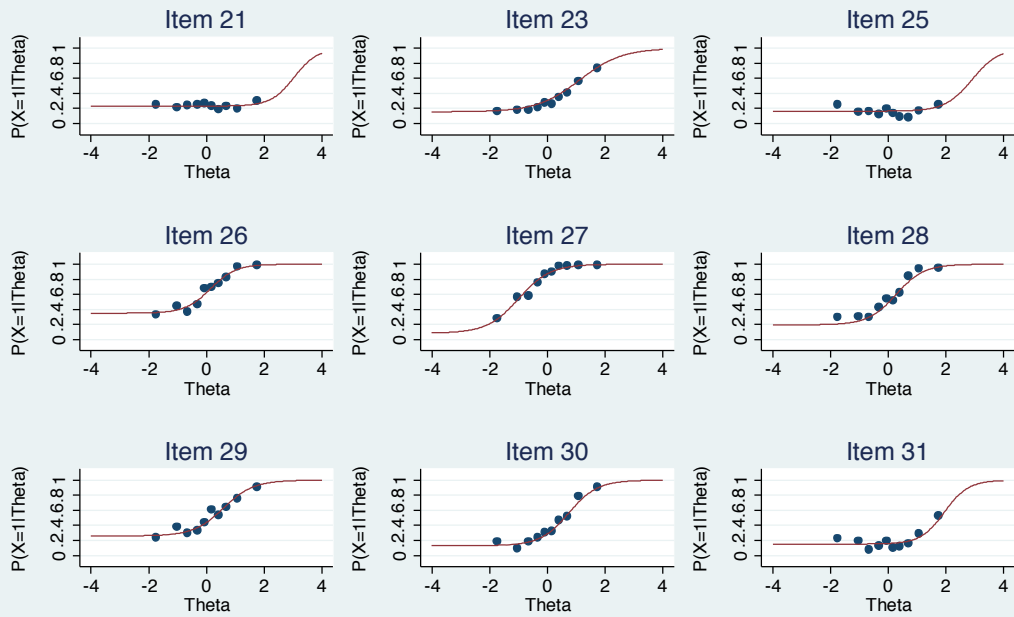 Item 21
P(X=1|Theta)
0 .2 .4 .6 .8 1
-4 -2 0 2 4
Theta
Item 23
P(X=1|Theta)
0 .2 .4 .6 .8 1
-4 -2 0 2 4
Theta
Item 25
P(X=1|Theta)
0 .2 .4 .6 .8 1
-4 -2 0 2 4
Theta
Item 26
P(X=1|Theta)
0 .2 .4 .6 .8 1
-4 -2 0 2 4
Theta
Item 27
P(X=1|Theta)
0 .2 .4 .6 .8 1
-4 -2 0 2 4
Theta
Item 28
P(X=1|Theta)
0 .2 .4 .6 .8 1
-4 -2 0 2 4
Theta
Item 29
P(X=1|Theta)
0 .2 .4 .6 .8 1
-4 -2 0 2 4
Theta
Item 30
P(X=1|Theta)
0 .2 .4 .6 .8 1
-4 -2 0 2 4
Theta
Item 31
P(X=1|Theta)
0 .2 .4 .6 .8 1
-4 -2 0 2 4
Theta